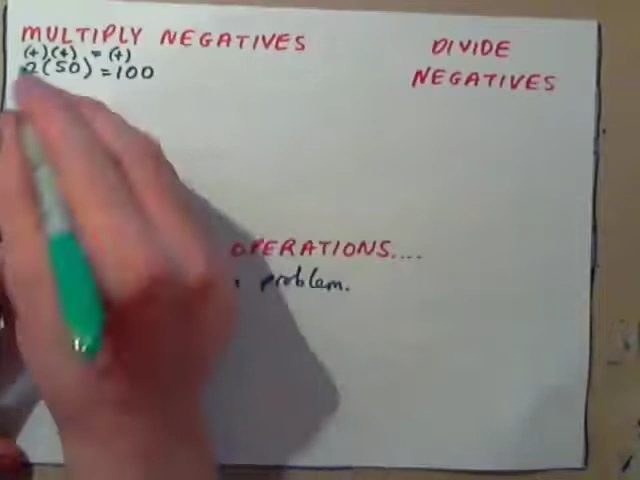 MULTIPLY NEGATIVES
(+)(+) = (+)
2(50) = 100
DIVIDE
NEGATIVES
OPERATIONS....
problem.